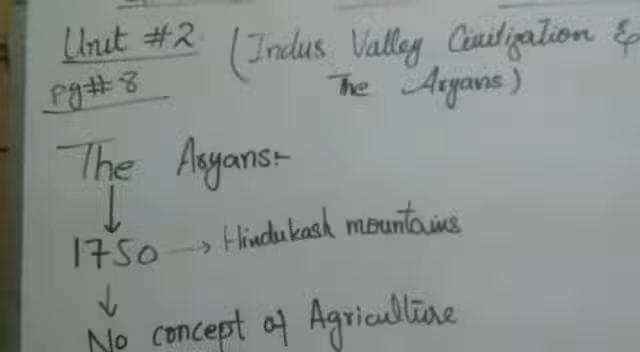 Unit #2 (Indus Valley Civilization &
pg#8 The Aryans)
The Aryans:-
↓
1750 → Hindukash mountains
↓
No concept of Agriculture